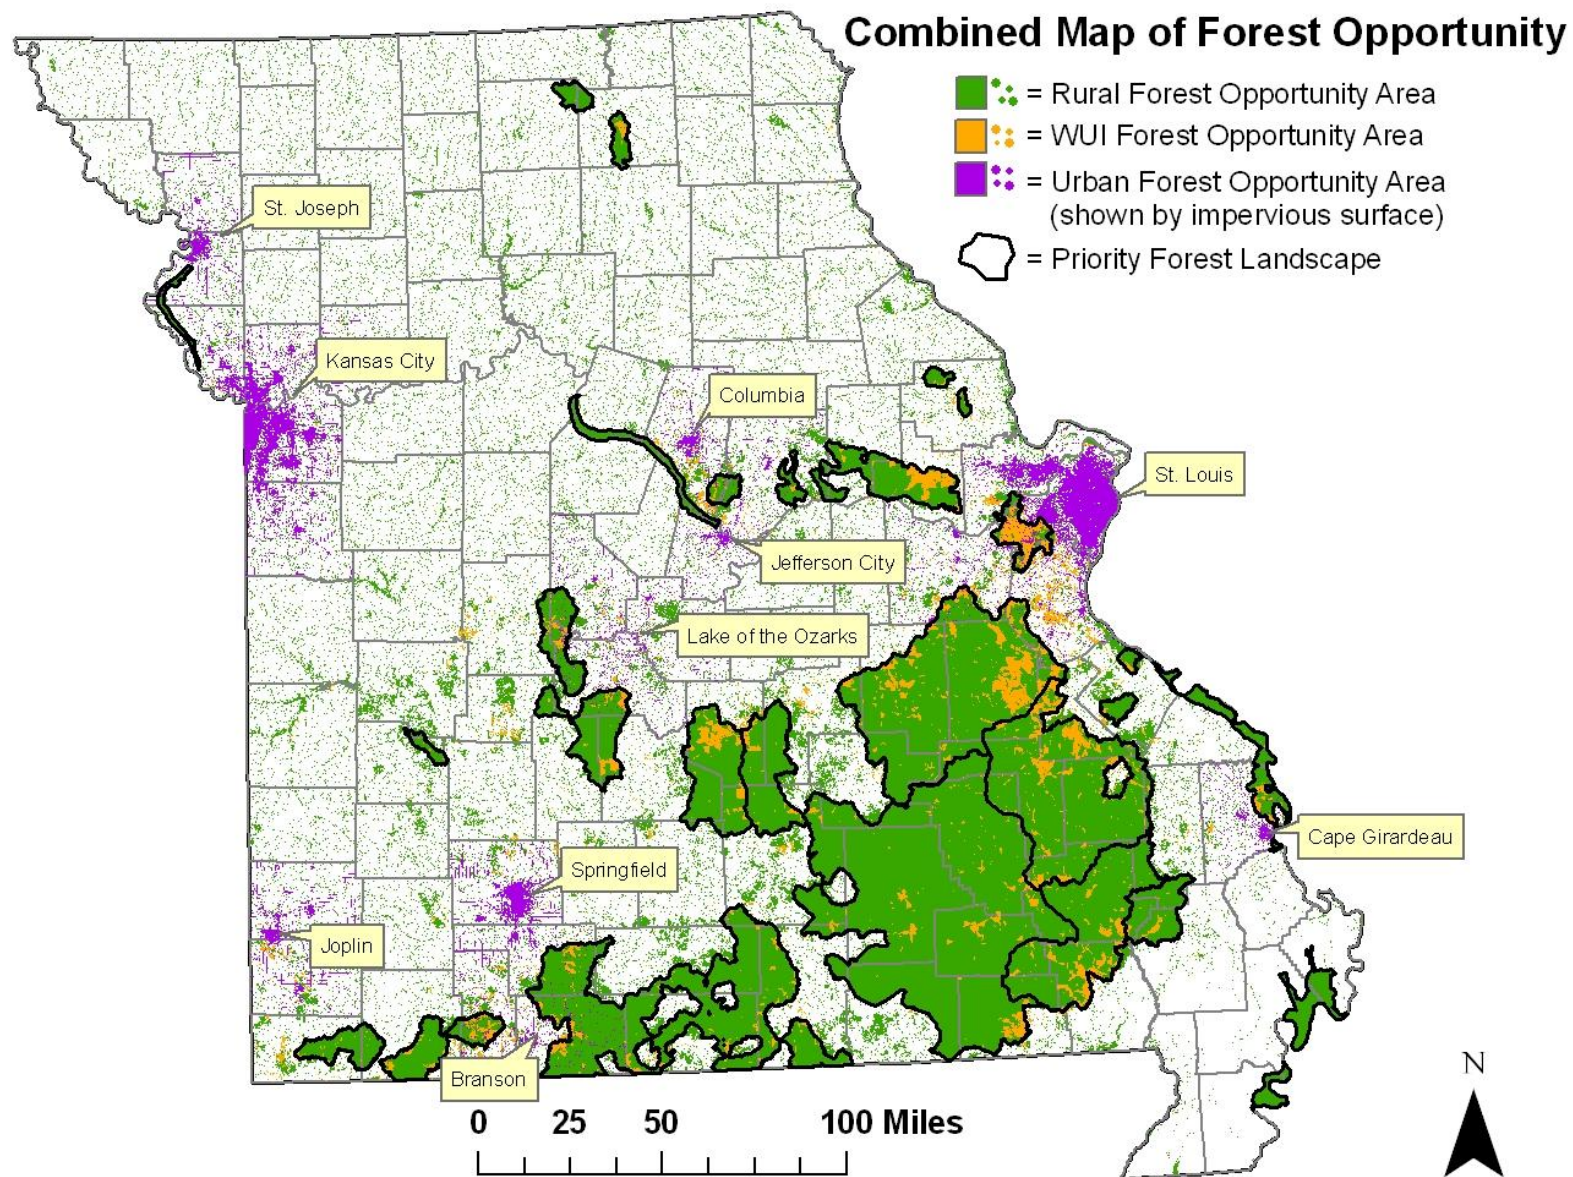 Combined Map of Forest Opportunity
= Rural Forest Opportunity Area
= WUI Forest Opportunity Area
= Urban Forest Opportunity Area
(shown by impervious surface)
= Priority Forest Landscape
St. Joseph
Kansas City
Columbia
St. Louis
Jefferson City
Lake of the Ozarks
Cape Girardeau
Springfield
Joplin
Branson
N
0 25 50 100 Miles